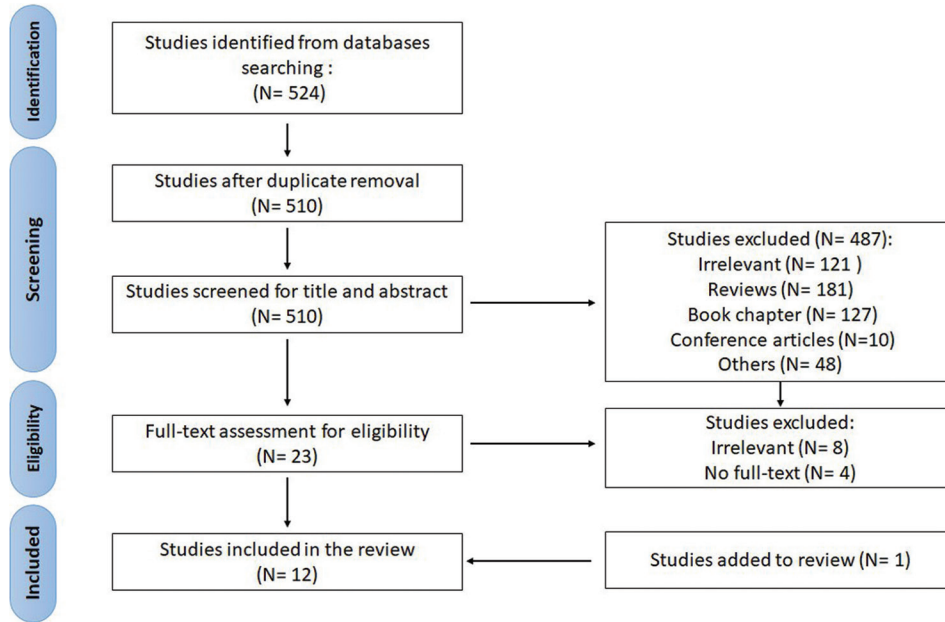 Identification
Studies identified from databases
searching :
(N= 524)
Screening
Studies after duplicate removal
(N= 510)
Studies screened for title and abstract
(N= 510)
Studies excluded (N= 487):
Irrelevant (N= 121 )
Reviews (N= 181)
Book chapter (N= 127)
Conference articles (N=10)
Others (N= 48)
Eligibility
Full-text assessment for eligibility
(N= 23)
Studies excluded:
Irrelevant (N= 8)
No full-text (N= 4)
Included
Studies included in the review
(N= 12)
Studies added to review (N= 1)